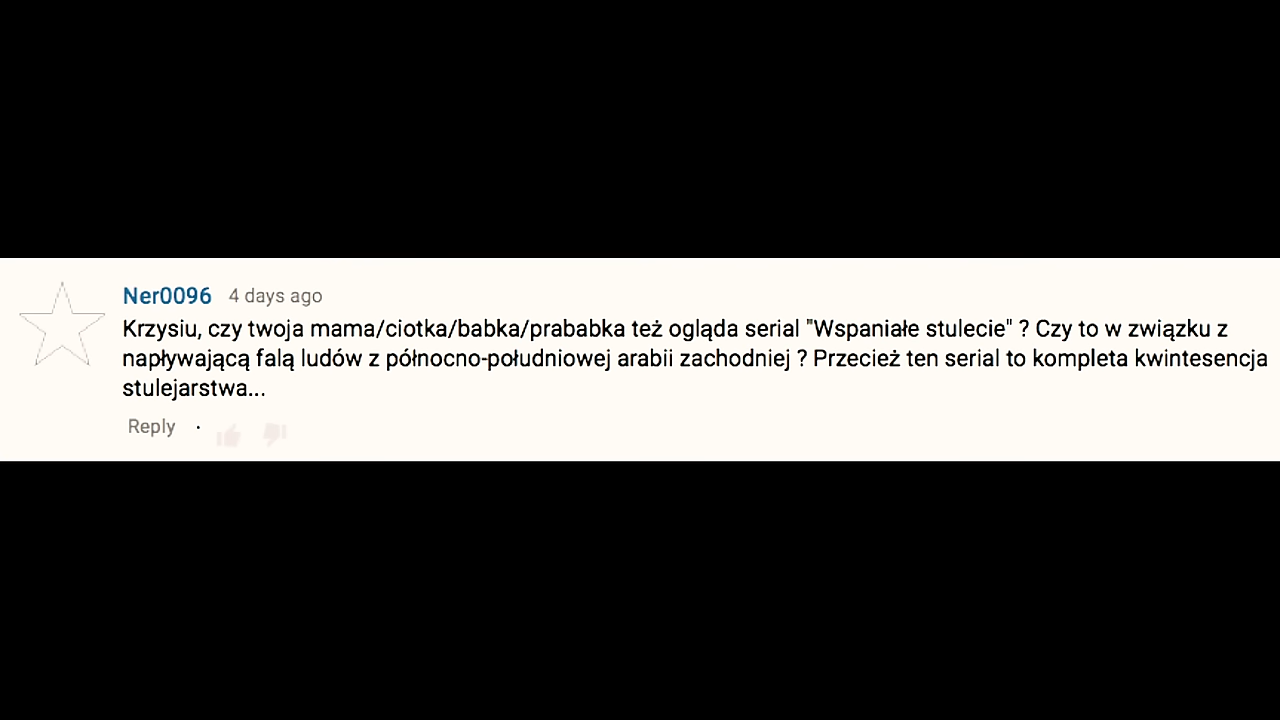 Ner0096 4 days ago
Krzysiu, czy twoja mama/ciotka/babka/prababka też ogląda serial "Wspaniałe stulecie" ? Czy to w związku z
napływającą falą ludów z północno-południowej arabii zachodniej ? Przecież ten serial to kompleta kwintesencja
stulejarstwa...
Reply ·